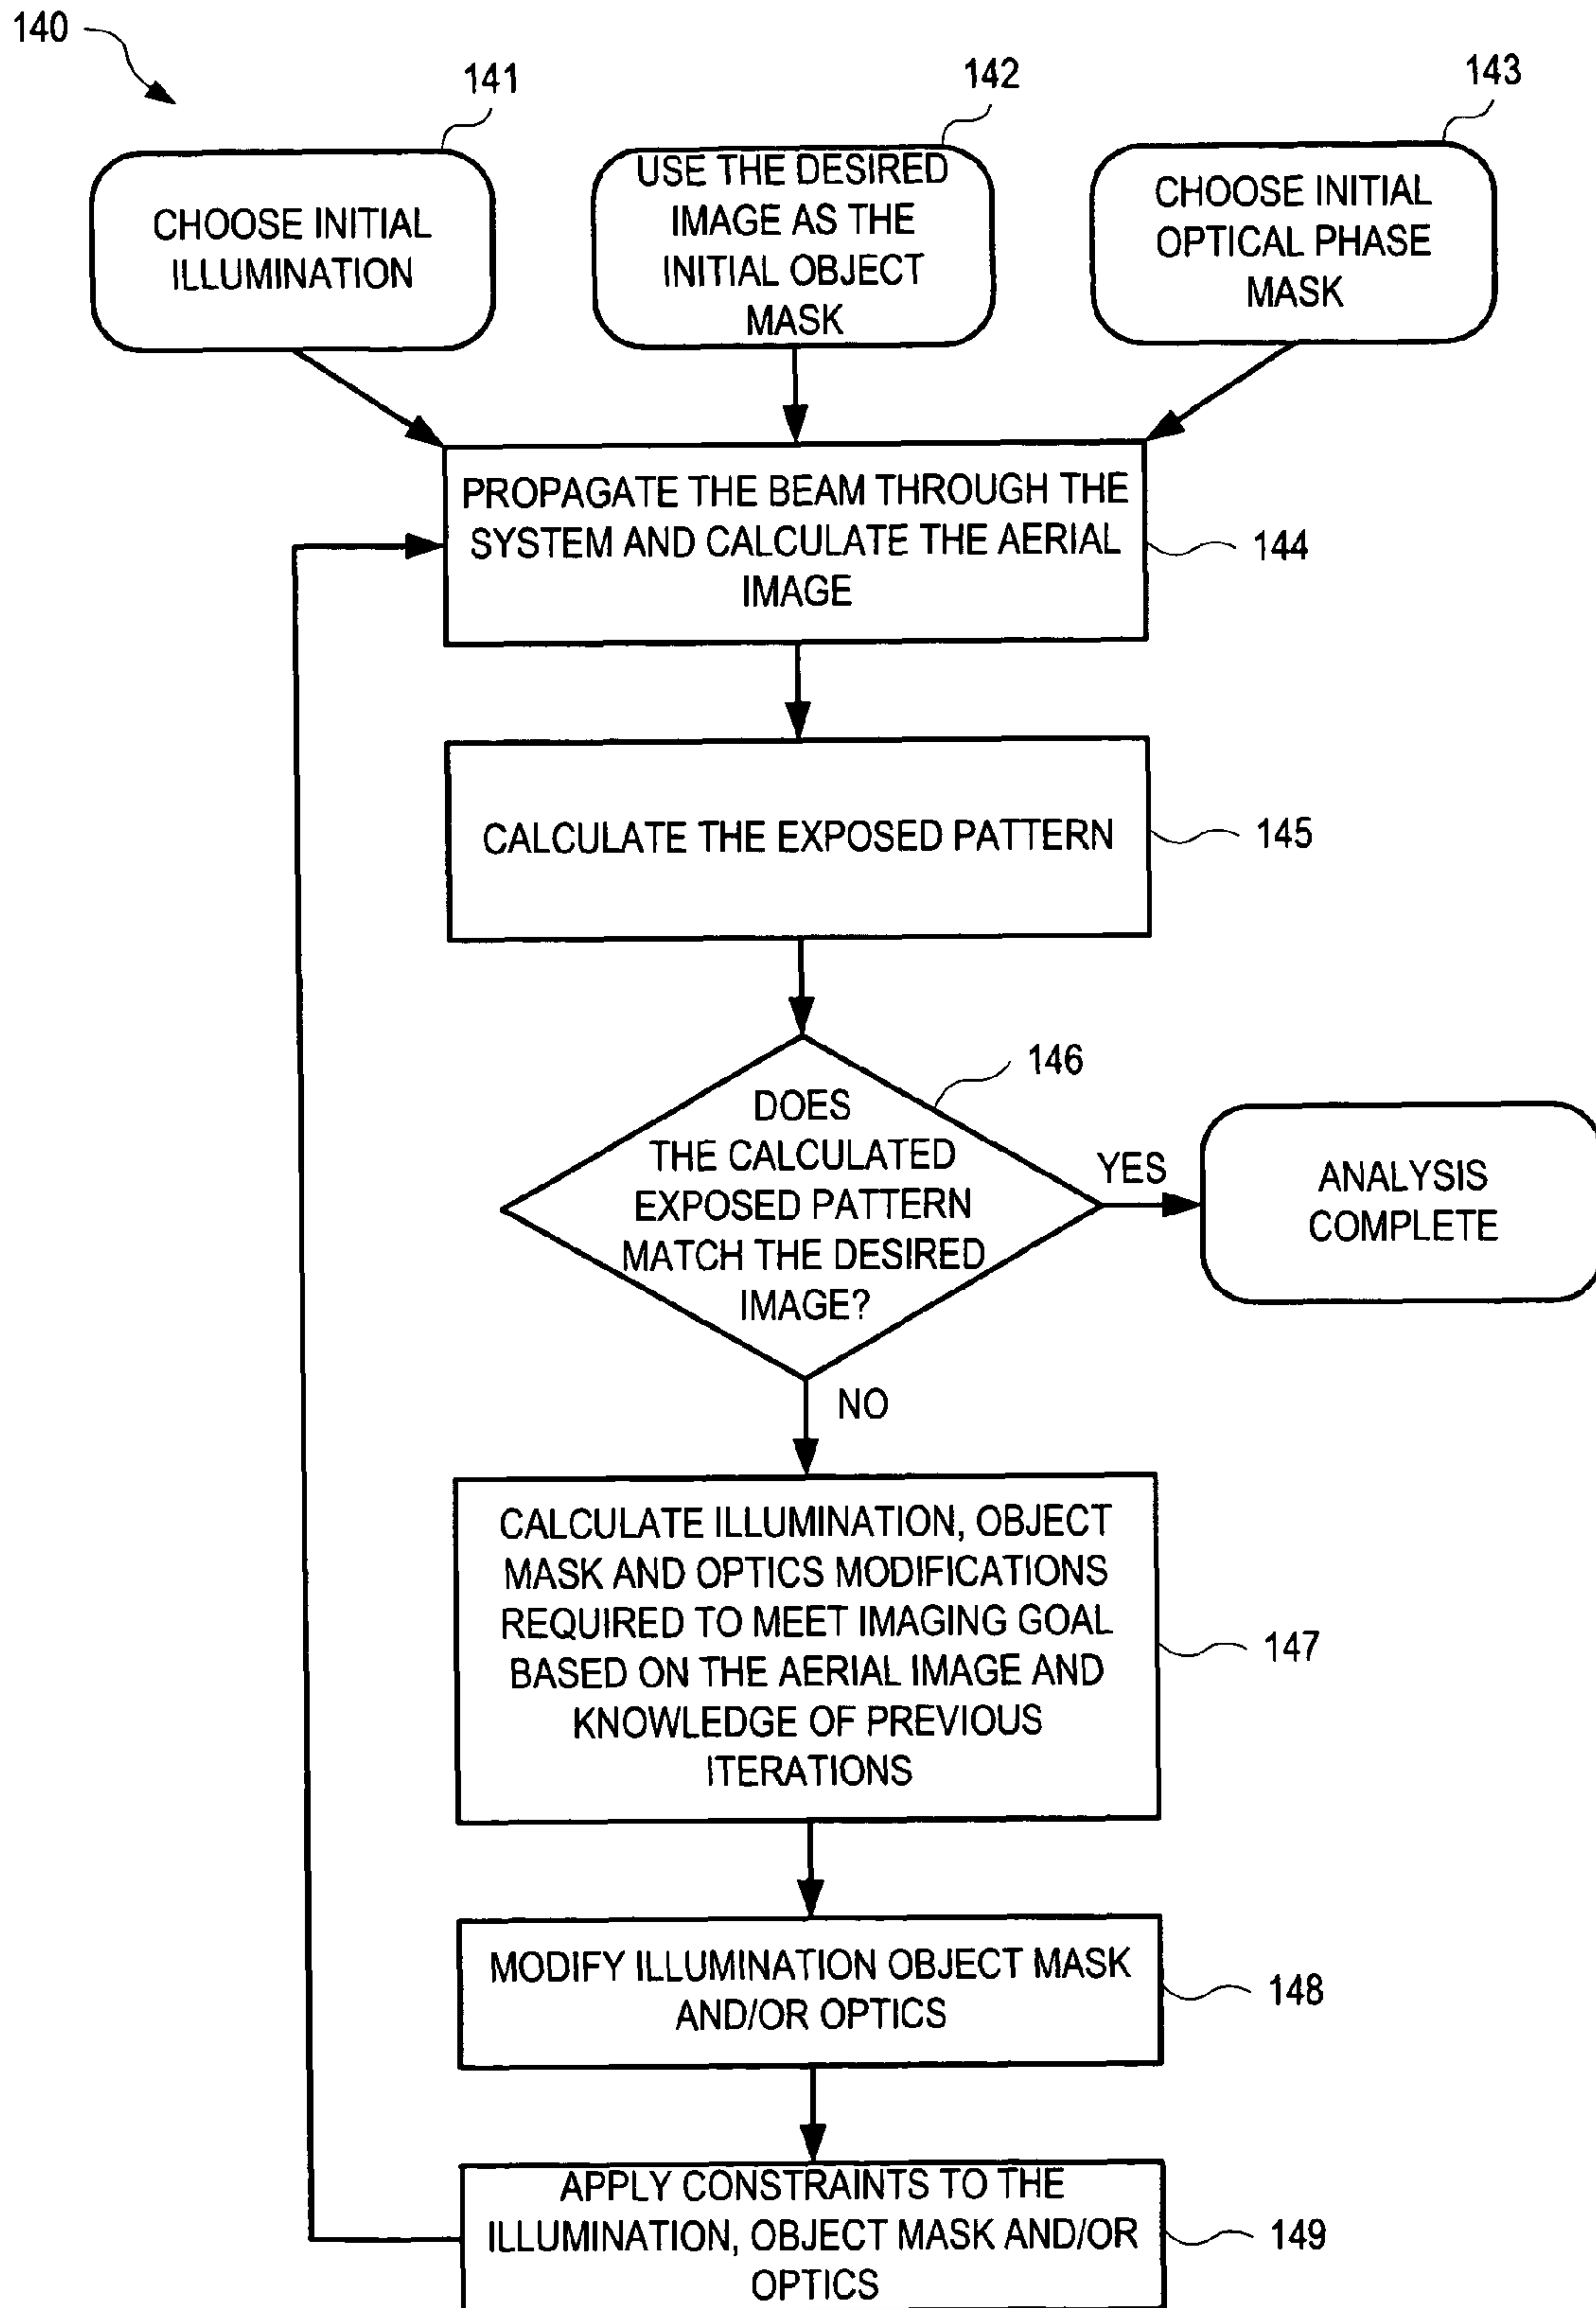 140
141
142
143
CHOOSE INITIAL
ILLUMINATION
USE THE DESIRED
IMAGE AS THE
INITIAL OBJECT
MASK
CHOOSE INITIAL
OPTICAL PHASE
MASK
PROPAGATE THE BEAM THROUGH THE
SYSTEM AND CALCULATE THE AERIAL
IMAGE
144
CALCULATE THE EXPOSED PATTERN
145
146
DOES
THE CALCULATED
EXPOSED PATTERN
MATCH THE DESIRED
IMAGE?
YES
ANALYSIS
COMPLETE
NO
CALCULATE ILLUMINATION, OBJECT
MASK AND OPTICS MODIFICATIONS
REQUIRED TO MEET IMAGING GOAL
BASED ON THE AERIAL IMAGE AND
KNOWLEDGE OF PREVIOUS
ITERATIONS
147
MODIFY ILLUMINATION OBJECT MASK
AND/OR OPTICS
148
APPLY CONSTRAINTS TO THE
ILLUMINATION, OBJECT MASK AND/OR
OPTICS
149